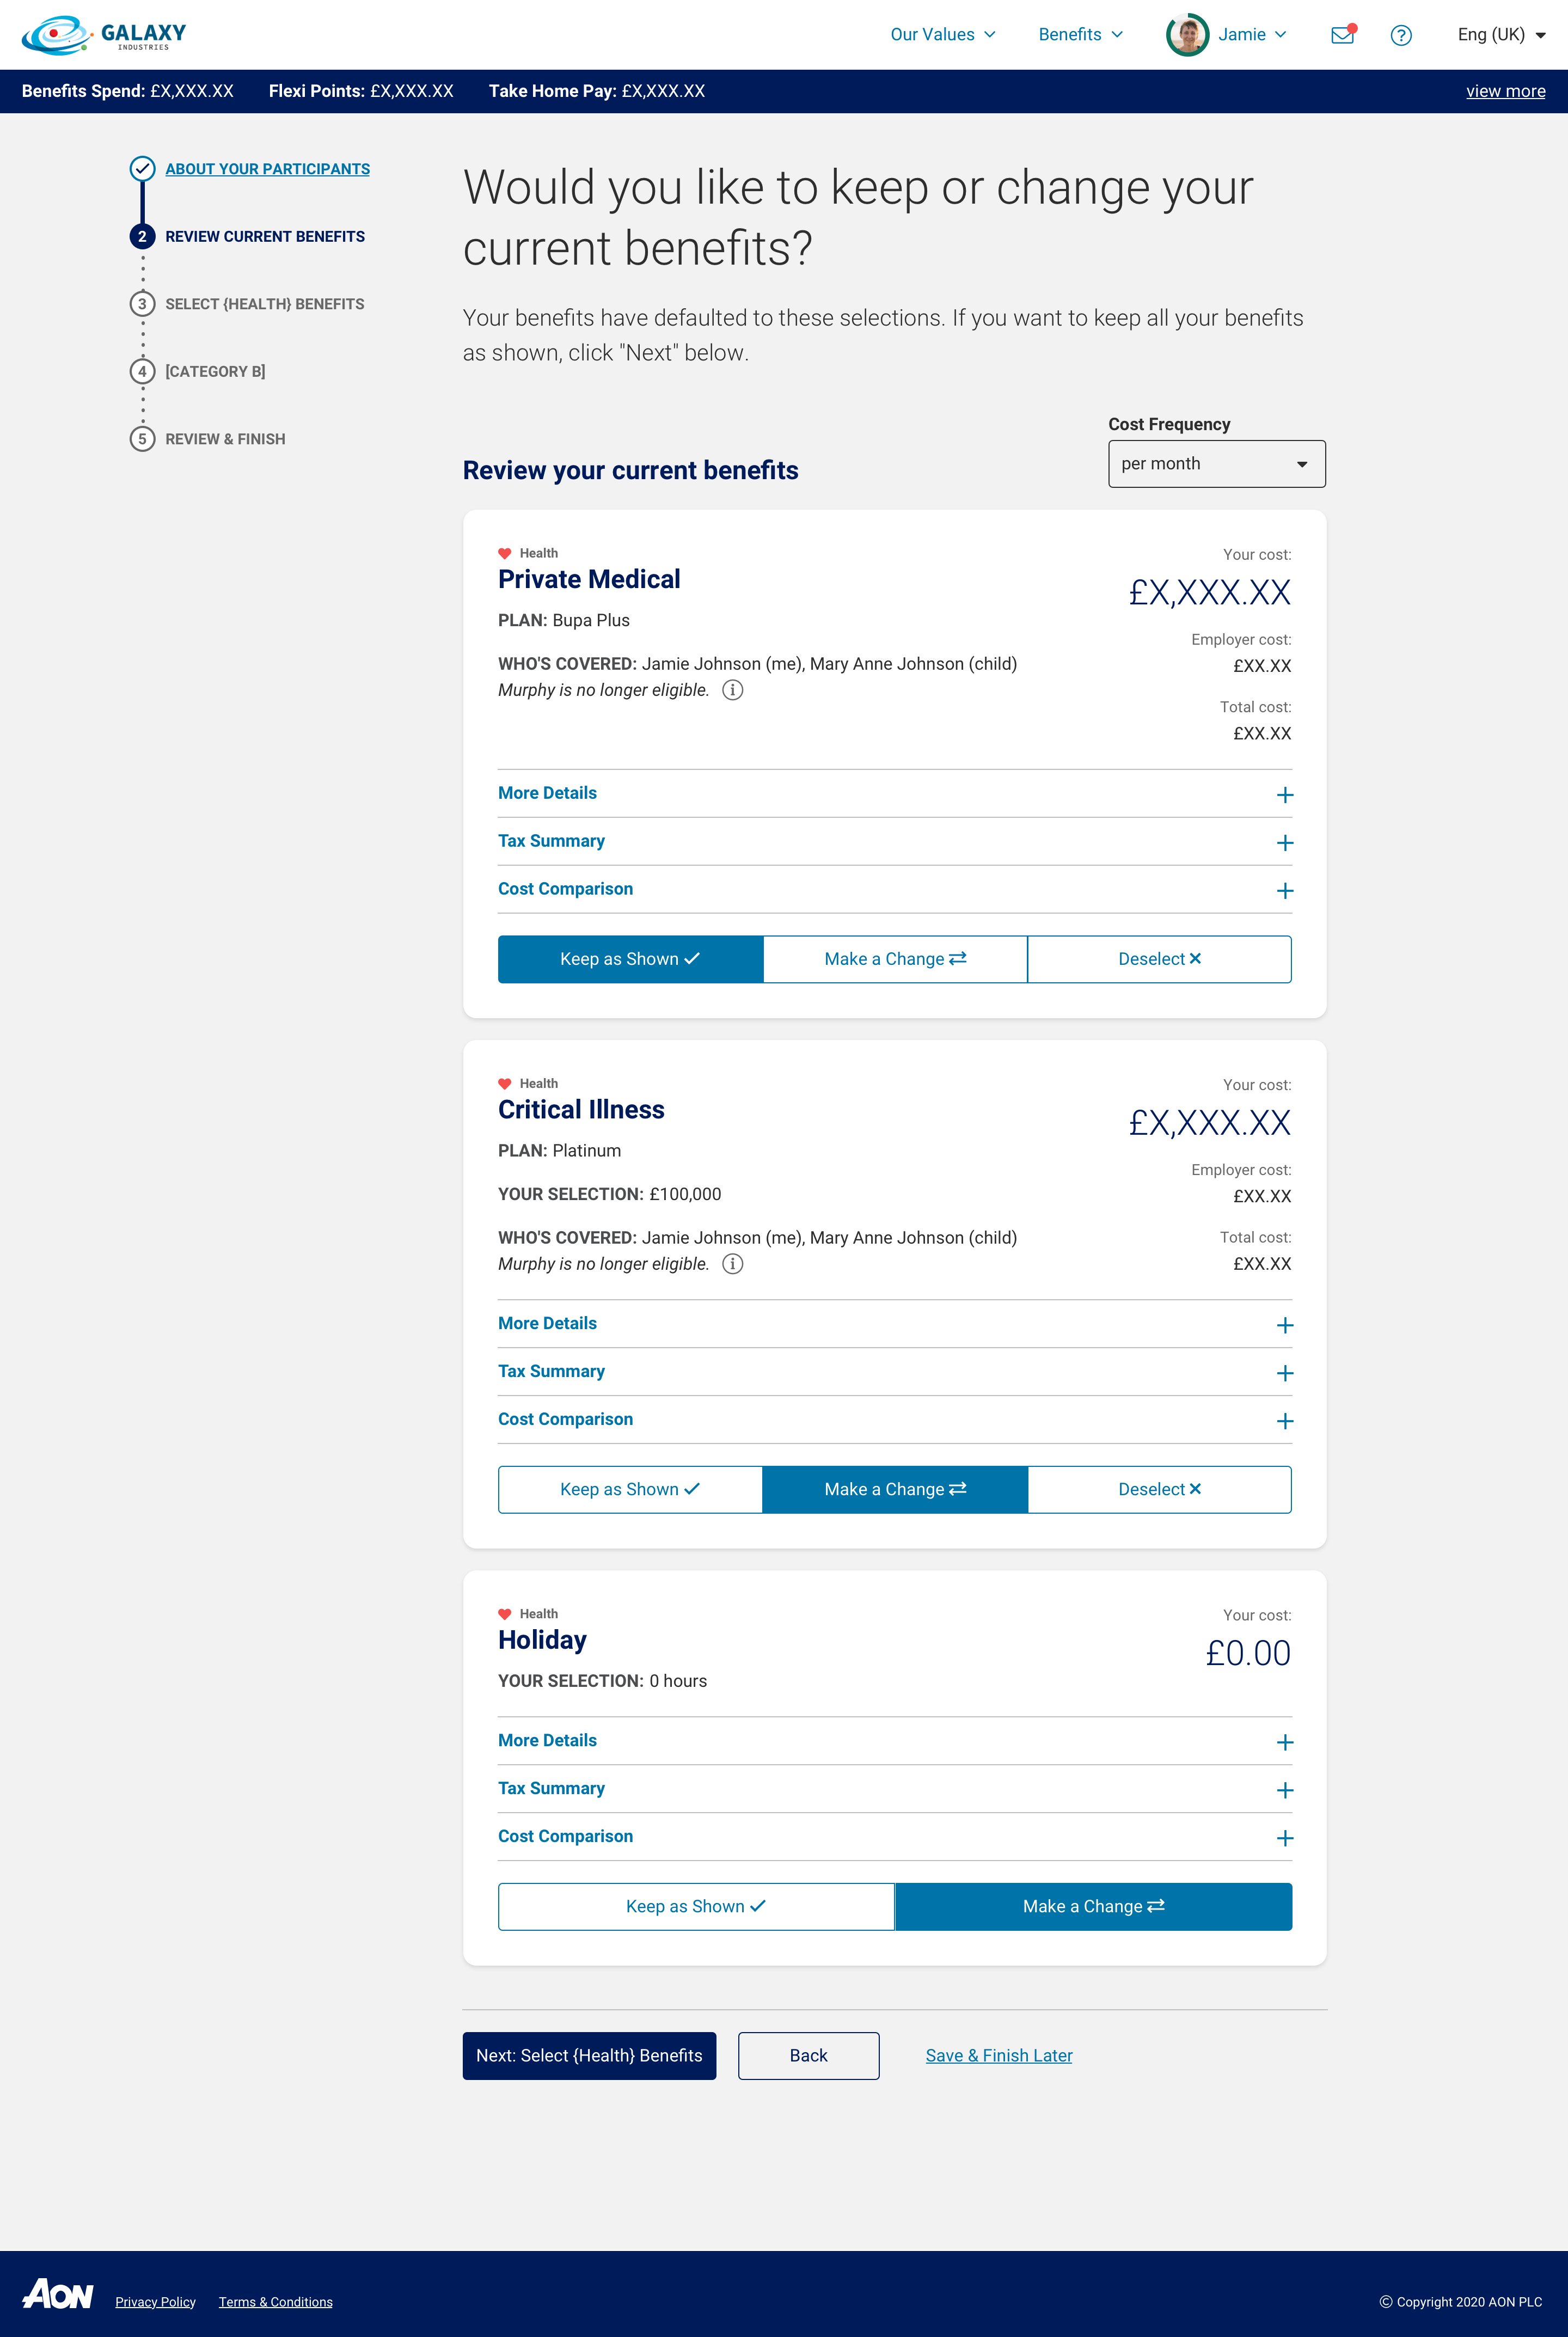 GALAXY
INDUSTRIES
Our Values
Benefits
Jamie
Eng (UK)
Benefits Spend: £X,XXX.XX
Flexi Points: £X,XXX.XX
Take Home Pay: £X,XXX.XX
view more
ABOUT YOUR PARTICIPANTS
2 REVIEW CURRENT BENEFITS
3 SELECT {HEALTH} BENEFITS
4 [CATEGORY B]
5 REVIEW & FINISH
Would you like to keep or change your
current benefits?
Your benefits have defaulted to these selections. If you want to keep all your benefits
as shown, click "Next" below.
Cost Frequency
per month
Review your current benefits
Health
Private Medical
PLAN: Bupa Plus
WHO'S COVERED: Jamie Johnson (me), Mary Anne Johnson (child)
Murphy is no longer eligible.
Your cost:
£X,XXX.XX
Employer cost:
£XX.XX
Total cost:
£XX.XX
More Details
Tax Summary
Cost Comparison
Keep as Shown
Make a Change
Deselect
Health
Critical Illness
PLAN: Platinum
YOUR SELECTION: £100,000
WHO'S COVERED: Jamie Johnson (me), Mary Anne Johnson (child)
Murphy is no longer eligible.
Your cost:
£X,XXX.XX
Employer cost:
£XX.XX
Total cost:
£XX.XX
More Details
Tax Summary
Cost Comparison
Keep as Shown
Make a Change
Deselect
Health
Holiday
YOUR SELECTION: 0 hours
Your cost:
£0.00
More Details
Tax Summary
Cost Comparison
Keep as Shown
Make a Change
Next: Select {Health} Benefits
Back
Save & Finish Later
AON
Privacy Policy
Terms & Conditions
© Copyright 2020 AON PLC